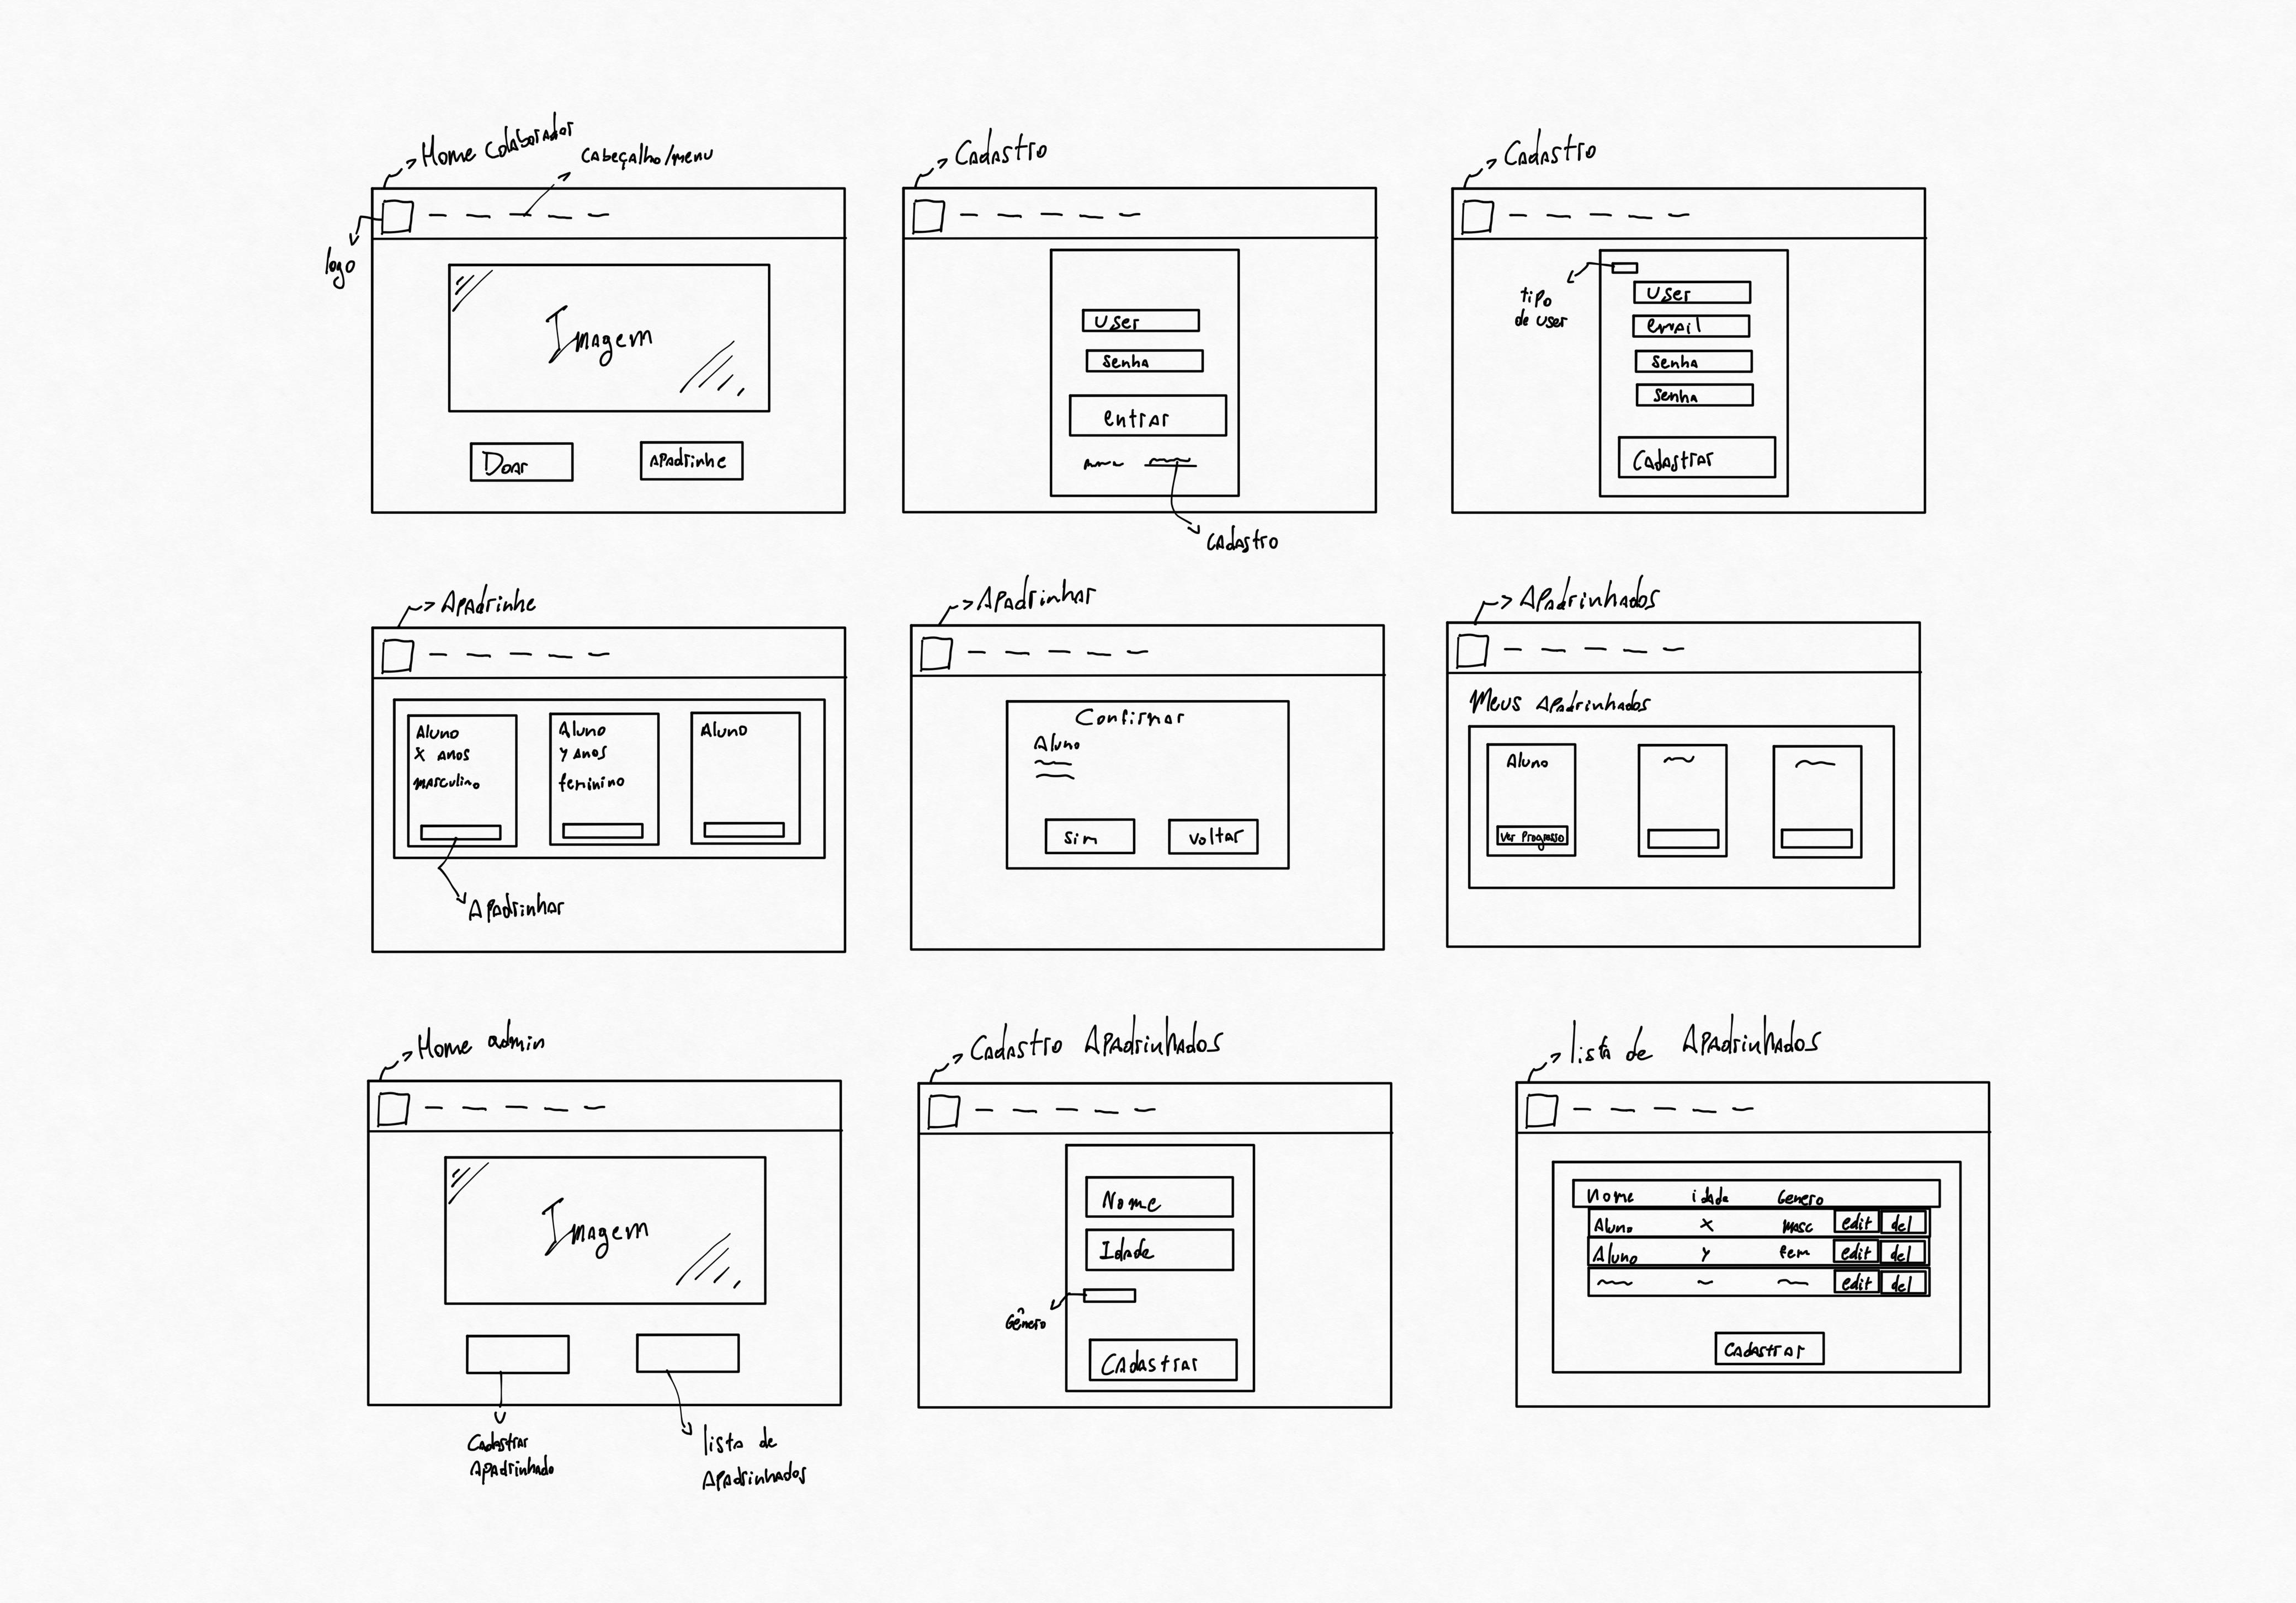 Home Colaborador
Cabeçalho/menu
logo
Imagem
Doar
Apadrinhe
Cadastro
User
Senha
entrar
Cadastro
Cadastro
tipo
de user
User
email
Senha
Senha
Cadastrar
Apadrinhe
Aluno
X anos
masculino
Aluno
Y anos
feminino
Aluno
Apadrinhar
Apadrinhar
Confirmar
Aluno
Sim
Voltar
Apadrinhados
Meus Apadrinhados
Aluno
Ver Progresso
Home admin
Imagem
Cadastrar
Apadrinhado
lista de
Apadrinhados
Cadastro Apadrinhados
Nome
Idade
Gênero
Cadastrar
lista de Apadrinhados
Nome idade Genero
Aluno X masc edit del
Aluno Y fem edit del
edit del
Cadastrar